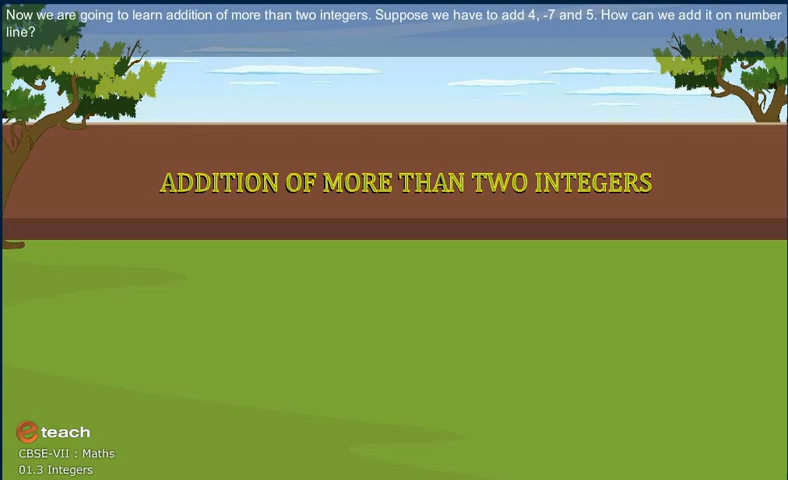 Now we are going to learn addition of more than two integers. Suppose we have to add 4, -7 and 5. How can we add it on number
line?
ADDITION OF MORE THAN TWO INTEGERS
e teach
CBSE-VII : Maths
01.3 Integers